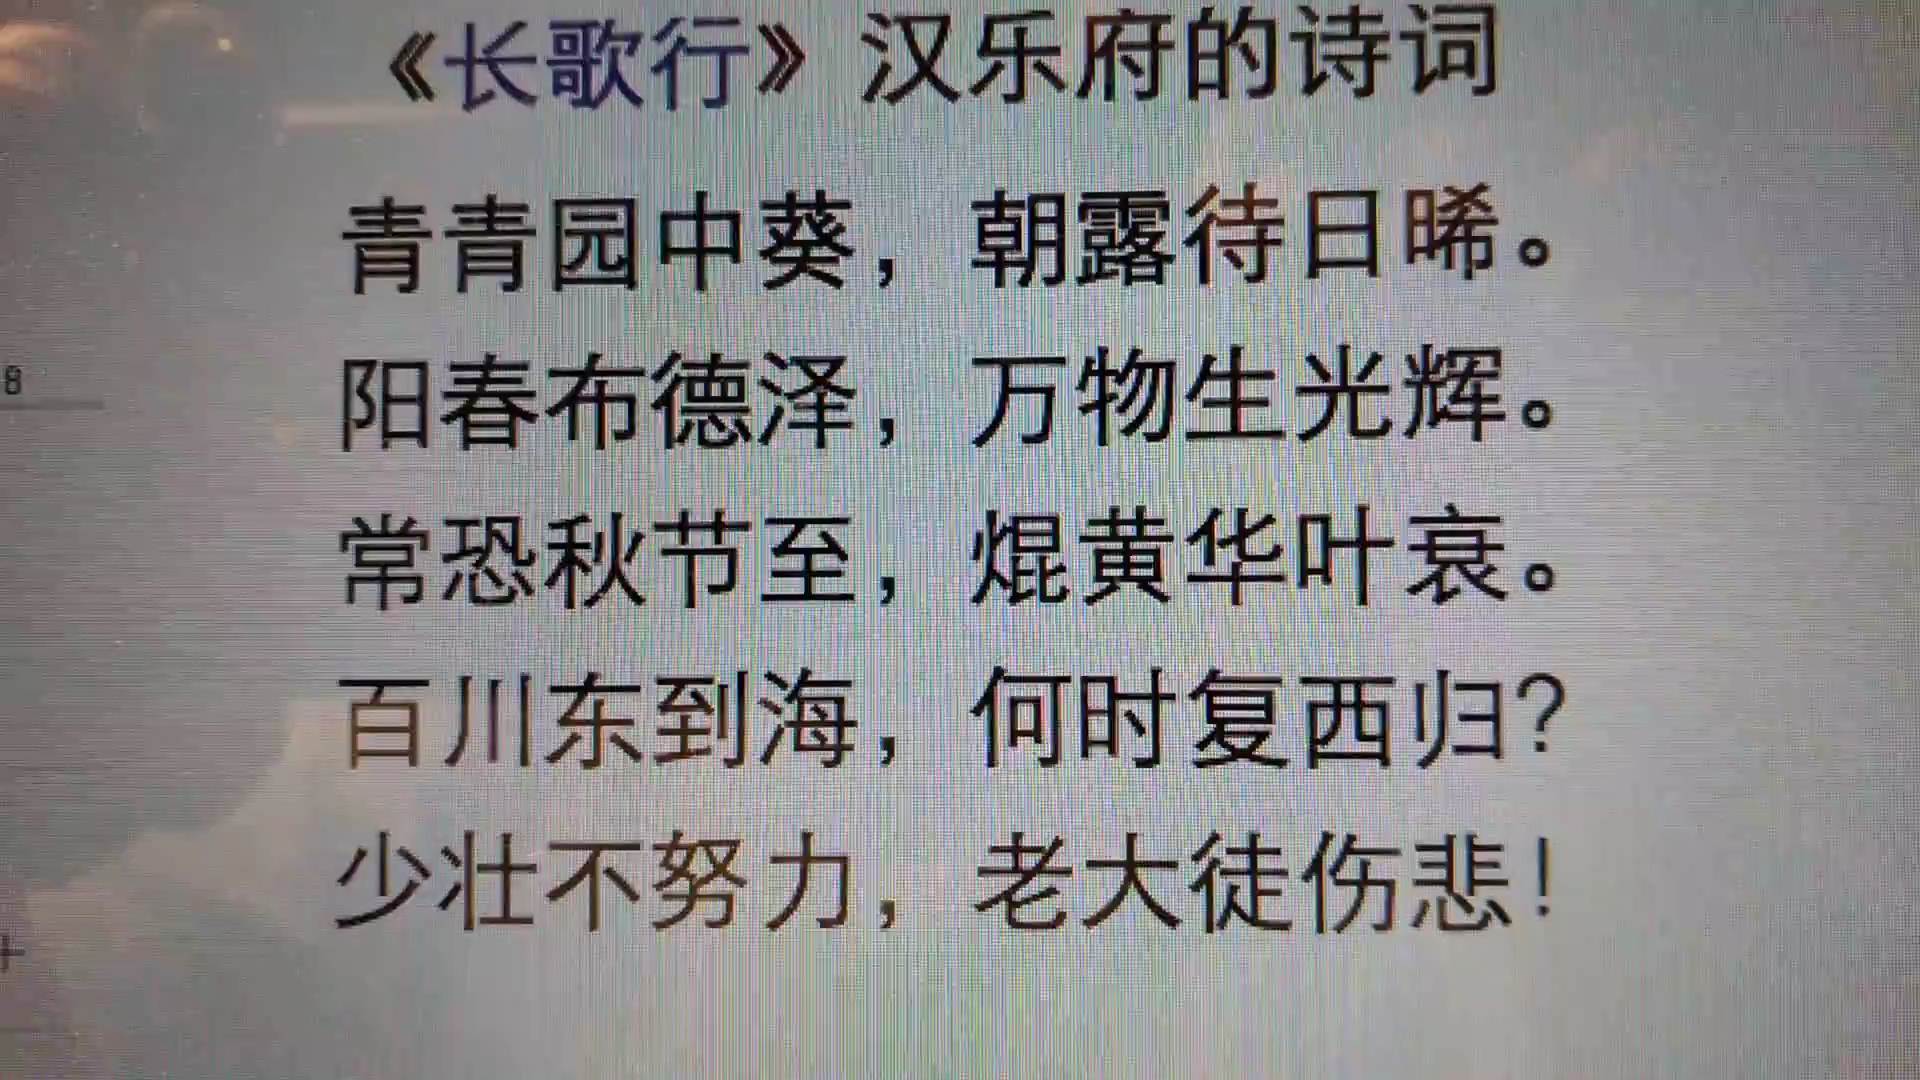 《长歌行》汉乐府的诗词
青青园中葵，朝露待日晞。
阳春布德泽，万物生光辉。
8
常恐秋节至，焜黄华叶衰。
百川东到海，何时复西归？
少壮不努力，老大徒伤悲！